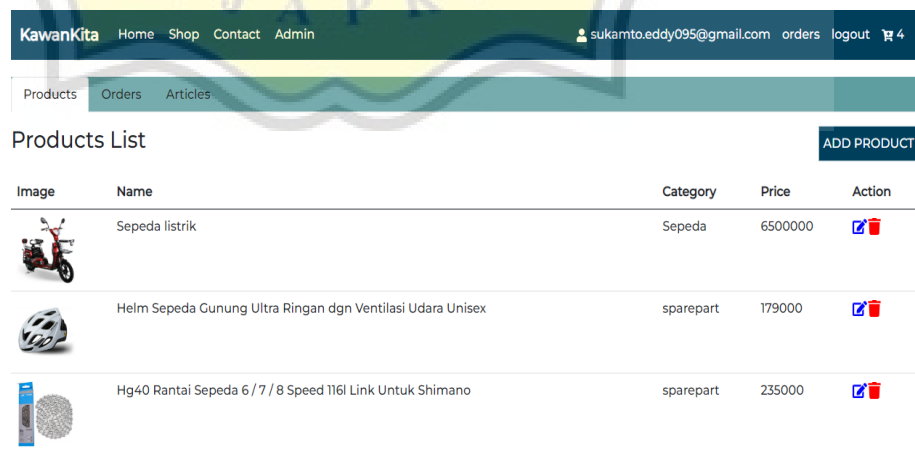 A P K
KawanKita Home Shop Contact Admin sukamto.eddy095@gmail.com orders logout 4
Products Orders Articles
Products List
ADD PRODUCT
Image Name Category Price Action
Sepeda listrik Sepeda 6500000
Helm Sepeda Gunung Ultra Ringan dgn Ventilasi Udara Unisex sparepart 179000
Hg40 Rantai Sepeda 6 / 7 / 8 Speed 116l Link Untuk Shimano sparepart 235000